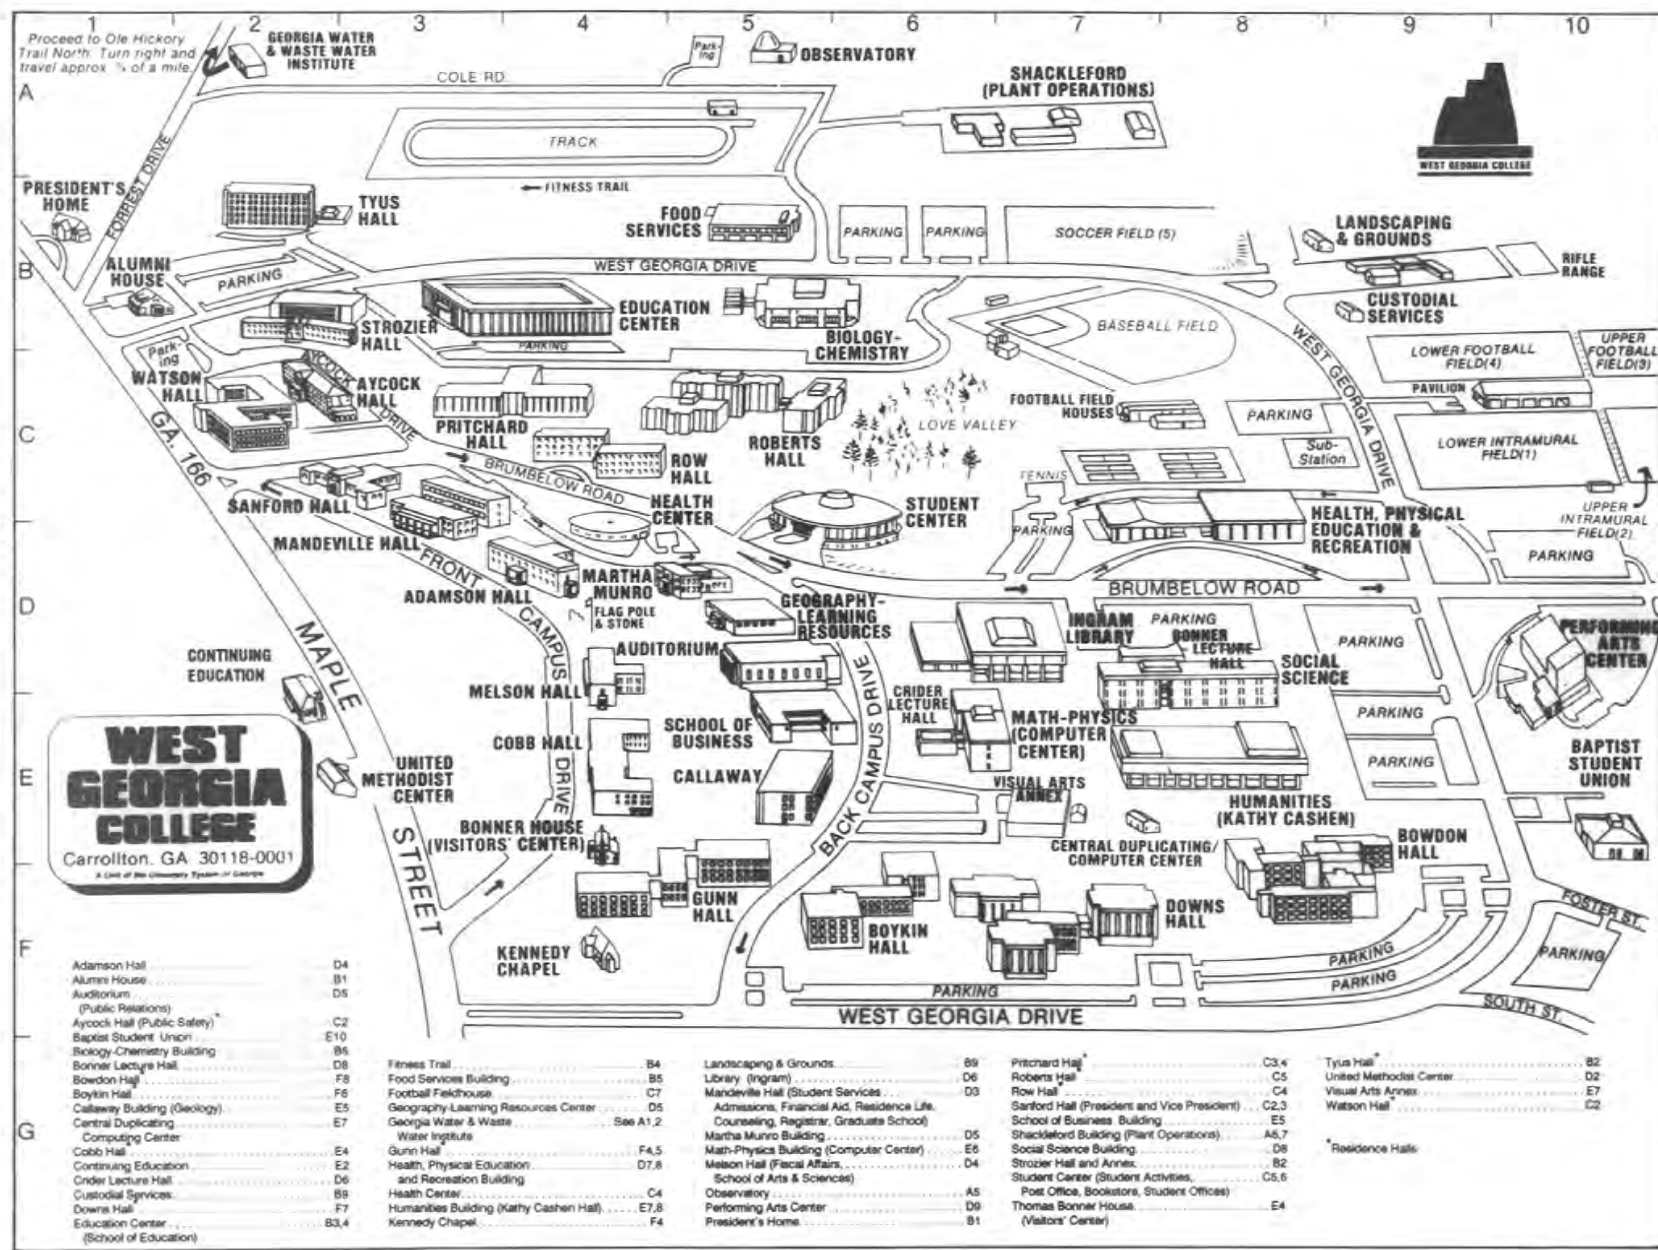 1 2 3 4 5 6 7 8 9 10
Proceed to Ole Hickory
Trail North. Turn right and
travel approx. ¾ of a mile.
GEORGIA WATER
& WASTE WATER
INSTITUTE
COLE RD.
Park-
ing
OBSERVATORY
SHACKLEFORD
(PLANT OPERATIONS)
WEST GEORGIA COLLEGE
A
TRACK
FORREST DRIVE
FITNESS TRAIL
PRESIDENT'S
HOME
TYUS
HALL
FOOD
SERVICES
PARKING
PARKING
SOCCER FIELD (5)
LANDSCAPING
& GROUNDS
RIFLE
RANGE
B
ALUMNI
HOUSE
PARKING
WEST GEORGIA DRIVE
EDUCATION
CENTER
BIOLOGY-
CHEMISTRY
BASEBALL FIELD
CUSTODIAL
SERVICES
WEST GEORGIA DRIVE
STROZIER
HALL
PARKING
LOWER FOOTBALL
FIELD(4)
UPPER
FOOTBALL
FIELD(3)
Park-
ing
WATSON
HALL
AYCOCK
DRIVE
AYCOCK
HALL
PAVILION
PRITCHARD
HALL
ROBERTS
HALL
LOVE VALLEY
FOOTBALL FIELD
HOUSES
PARKING
C
GA. 166
ROW
HALL
Sub-
Station
LOWER INTRAMURAL
FIELD(1)
BRUMBELOW ROAD
TENNIS
SANFORD HALL
HEALTH
CENTER
STUDENT
CENTER
PARKING
HEALTH, PHYSICAL
EDUCATION &
RECREATION
UPPER
INTRAMURAL
FIELD(2)
PARKING
MANDEVILLE HALL
FRONT CAMPUS DRIVE
ADAMSON HALL
MARTHA
MUNRO
BRUMBELOW ROAD
D
FLAG POLE
& STONE
GEOGRAPHY-
LEARNING
RESOURCES
INGRAM
LIBRARY
PARKING
BONNER
LECTURE
HALL
PARKING
PERFORMING
ARTS
CENTER
MAPLE STREET
CONTINUING
EDUCATION
AUDITORIUM
SOCIAL
SCIENCE
MELSON HALL
BACK CAMPUS DRIVE
CRIDER
LECTURE
HALL
MATH-PHYSICS
(COMPUTER
CENTER)
PARKING
SCHOOL OF
BUSINESS
COBB HALL
BAPTIST
STUDENT
UNION
WEST
GEORGIA
COLLEGE
Carrollton, GA 30118-0001
A Unit of the University System of Georgia
E
UNITED
METHODIST
CENTER
CALLAWAY
PARKING
VISUAL ARTS
ANNEX
HUMANITIES
(KATHY CASHEN)
BONNER HOUSE
(VISITORS' CENTER)
CENTRAL DUPLICATING/
COMPUTER CENTER
BOWDON
HALL
GUNN
HALL
BOYKIN
HALL
DOWNS
HALL
FOSTER ST.
F
KENNEDY
CHAPEL
PARKING
PARKING
PARKING
PARKING
SOUTH ST.
WEST GEORGIA DRIVE
G
Adamson Hall D4
Alumni House B1
Auditorium D5
(Public Relations)
Aycock Hall (Public Safety)* C2
Baptist Student Union E10
Biology-Chemistry Building B5
Bonner Lecture Hall D8
Bowdon Hall* F8
Boykin Hall* F6
Callaway Building (Geology) E5
Central Duplicating E7
Computing Center
Cobb Hall* E4
Continuing Education E2
Crider Lecture Hall D6
Custodial Services B9
Downs Hall* F7
Education Center B3,4
(School of Education)
Fitness Trail B4
Food Services Building B5
Football Fieldhouse C7
Geography-Learning Resources Center D5
Georgia Water & Waste See A1,2
Water Institute
Gunn Hall F4,5
Health, Physical Education D7,8
and Recreation Building
Health Center C4
Humanities Building (Kathy Cashen Hall) E7,8
Kennedy Chapel F4
Landscaping & Grounds B9
Library (Ingram) D6
Mandeville Hall (Student Services D3
Admissions, Financial Aid, Residence Life,
Counseling, Registrar, Graduate School)
Martha Munro Building D5
Math-Physics Building (Computer Center) E6
Melson Hall (Fiscal Affairs, D4
School of Arts & Sciences)
Observatory A5
Performing Arts Center D9
President's Home B1
Pritchard Hall* C3,4
Roberts Hall* C5
Row Hall* C4
Sanford Hall (President and Vice President) C2,3
School of Business Building E5
Shackleford Building (Plant Operations) A6,7
Social Science Building D8
Strozier Hall and Annex B2
Student Center (Student Activities, C5,6
Post Office, Bookstore, Student Offices)
Thomas Bonner House E4
(Visitors' Center)
Tyus Hall* B2
United Methodist Center D2
Visual Arts Annex E7
Watson Hall* C2
*Residence Halls